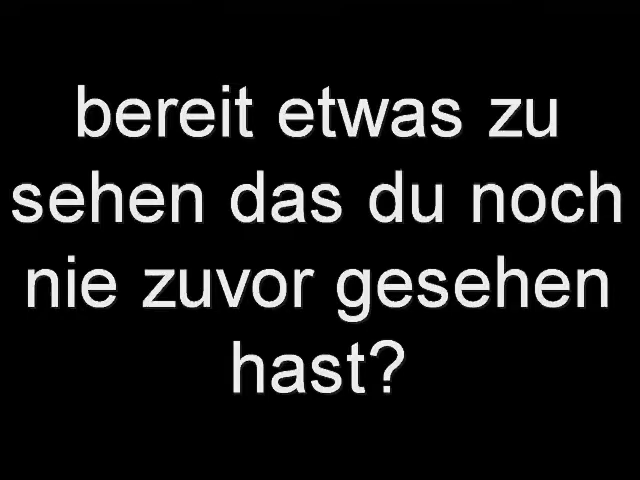 bereit etwas zu
sehen das du noch
nie zuvor gesehen
hast?